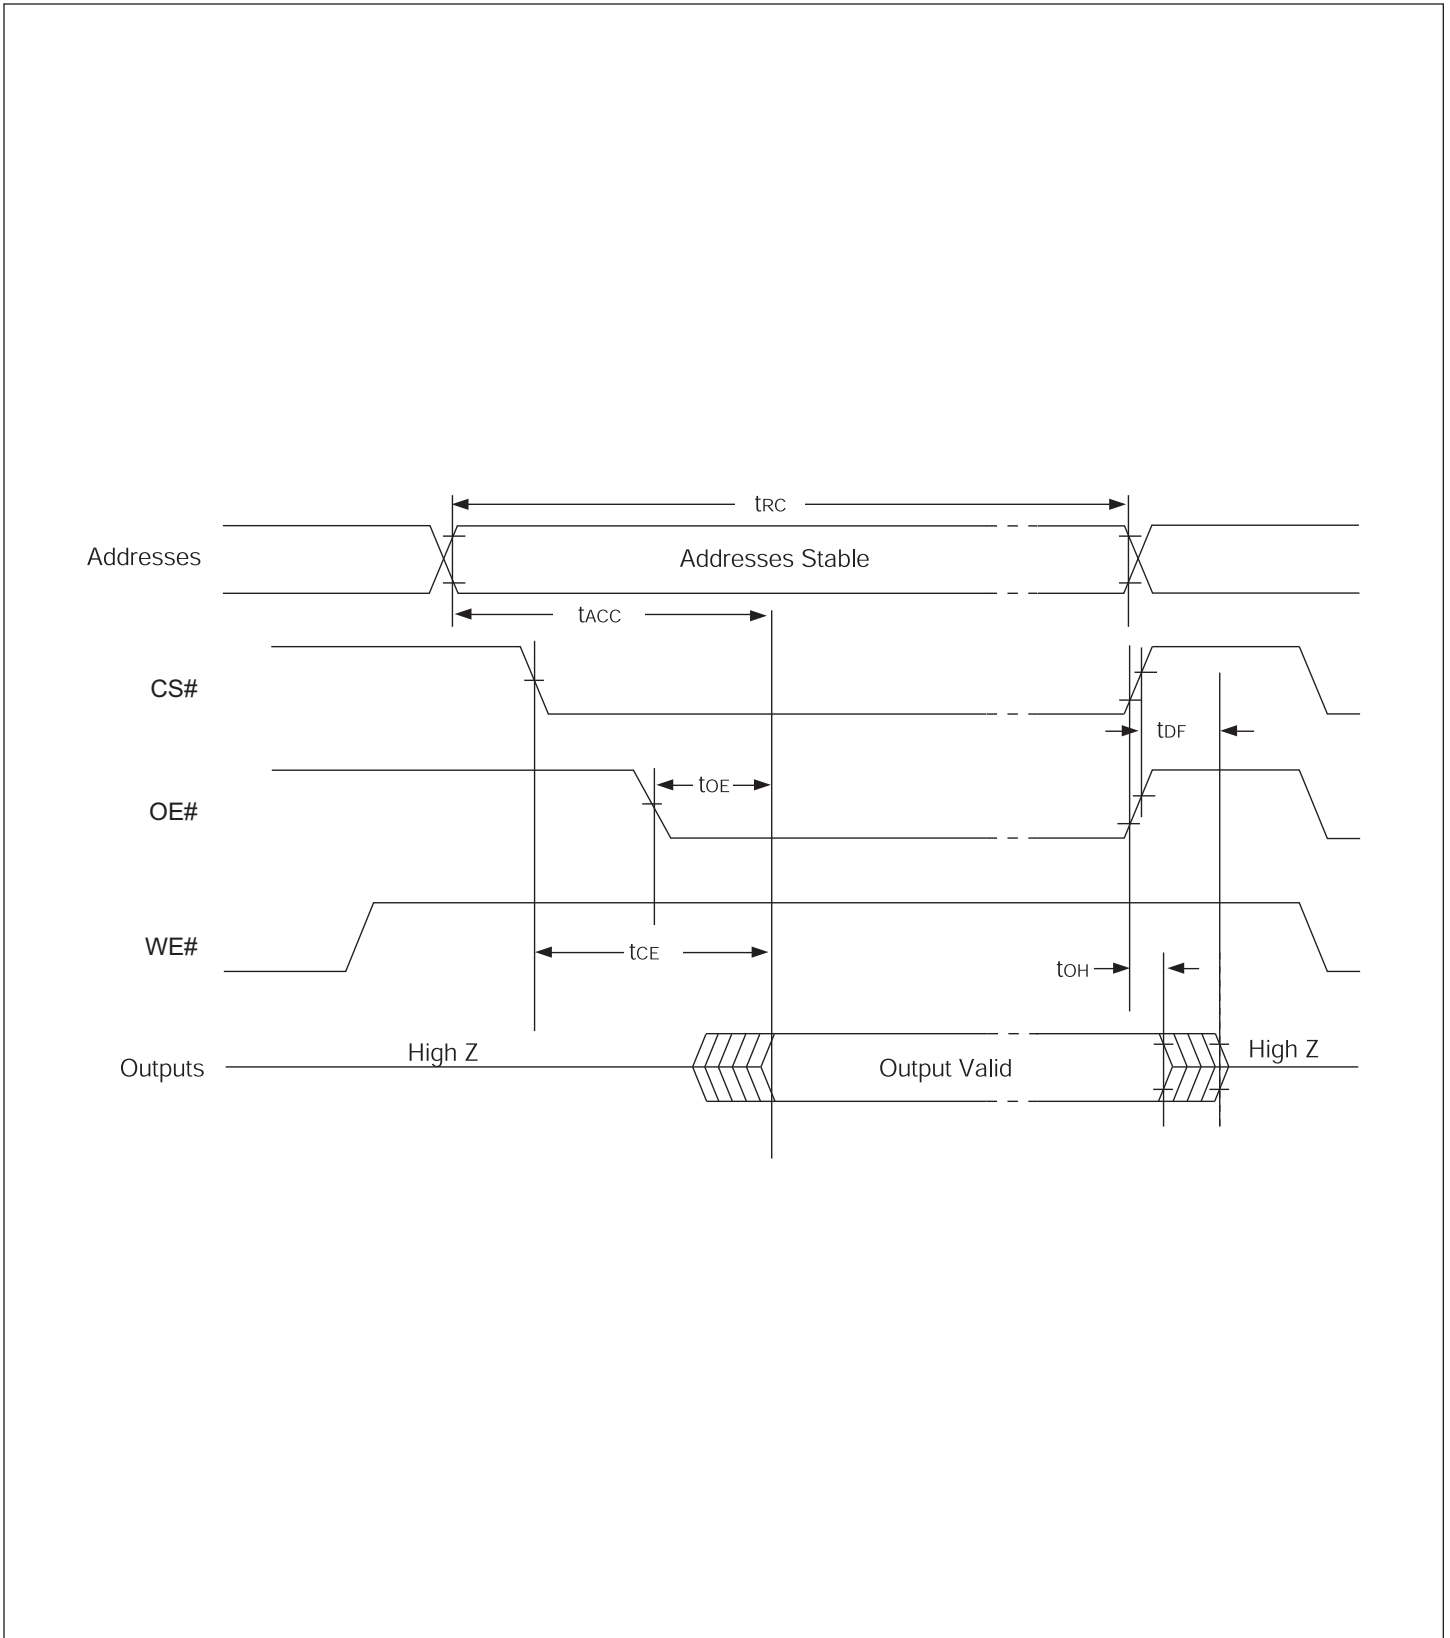 tRC
Addresses
Addresses Stable
tACC
CS#
tDF
OE#
tOE
WE#
tCE
tOH
Outputs
High Z
Output Valid
High Z